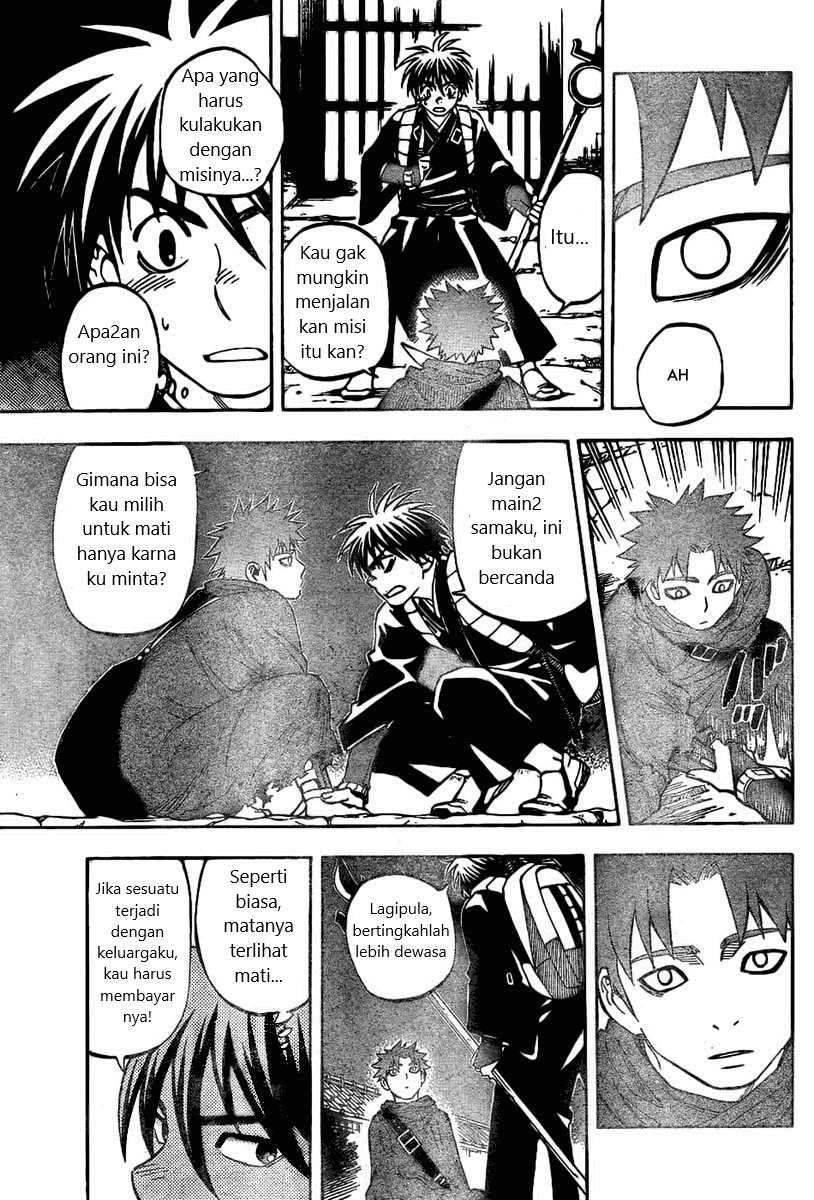 AH
Itu...
Kau gak
mungkin
menjalan
kan misi
itu kan?
Apa yang
harus
kulakukan
dengan
misinya...?
Apa2an
orang ini?
Jangan
main2
samaku, ini
bukan
bercanda
Gimana bisa
kau milih
untuk mati
hanya karna
ku minta?
Lagipula,
bertingkahlah
lebih dewasa
Seperti
biasa,
matanya
terlihat
mati...
Jika sesuatu
terjadi
dengan
keluargaku,
kau harus
membayar
nya!